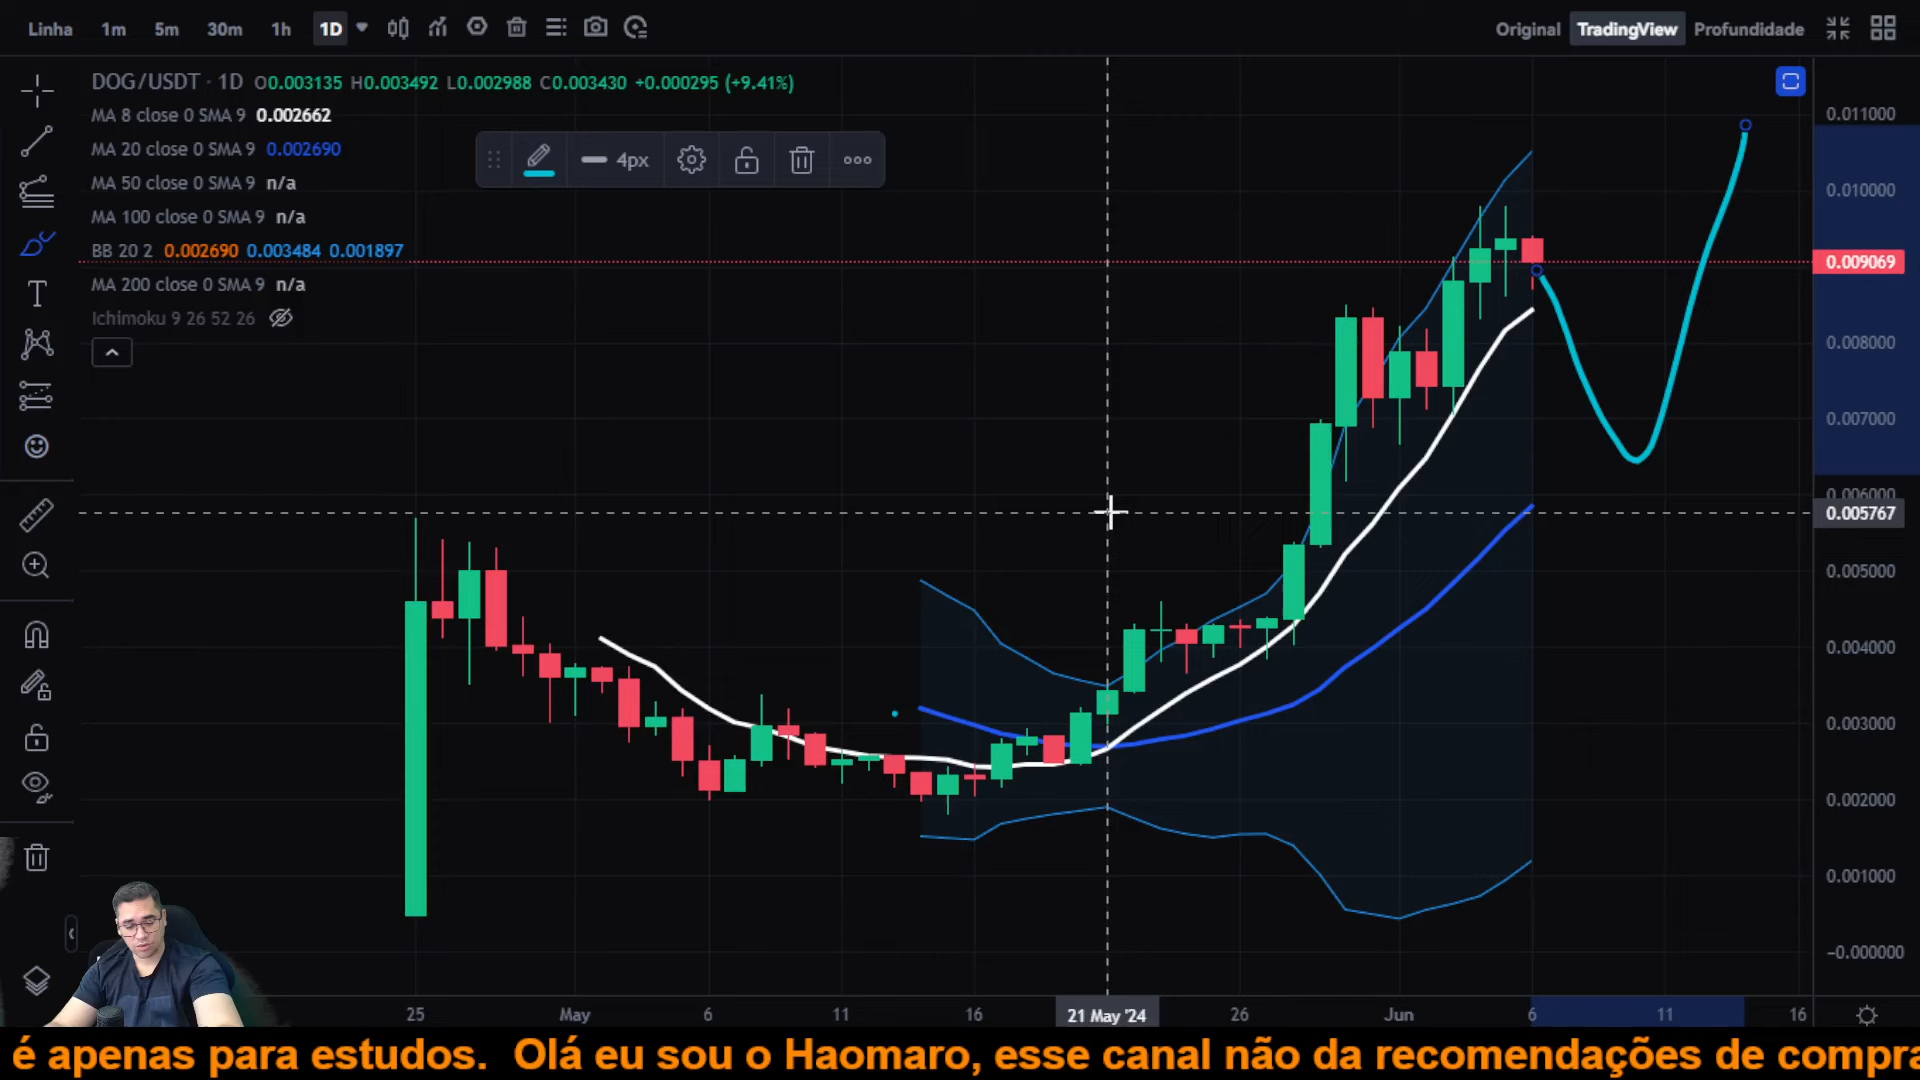 Linha 1m 5m 30m 1h 1D Original TradingView Profundidade
DOG/USDT · 1D O0.003135 H0.003492 L0.002988 C0.003430 +0.000295 (+9.41%)
MA 8 close 0 SMA 9 0.002662
MA 20 close 0 SMA 9 0.002690
MA 50 close 0 SMA 9 n/a
MA 100 close 0 SMA 9 n/a
BB 20 2 0.002690 0.003484 0.001897
MA 200 close 0 SMA 9 n/a
Ichimoku 9 26 52 26
4px
0.011000
0.010000
0.009069
0.008000
0.007000
0.006000
0.005767
0.005000
0.004000
0.003000
0.002000
0.001000
-0.000000
25 May 6 11 16 21 May '24 26 Jun 6 11 16
é apenas para estudos. Olá eu sou o Haomaro, esse canal não da recomendações de compra